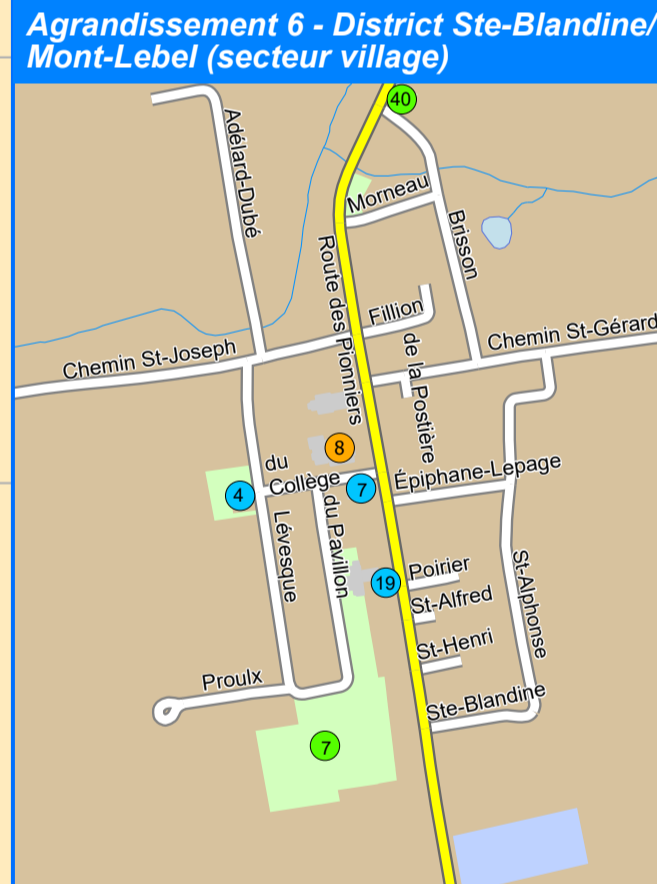 Agrandissement 6 - District Ste-Blandine/
Mont-Lebel (secteur village)
40
Adélard-Dubé
Morneau
Brisson
Route des Pionniers
Fillion
Chemin St-Gérard
Chemin St-Joseph
de la Postière
8
du
Collège
7
4
Épiphane-Lepage
Lévesque
du Pavillon
19
Poirier
St-Alfred
St-Alphonse
St-Henri
Proulx
Ste-Blandine
7